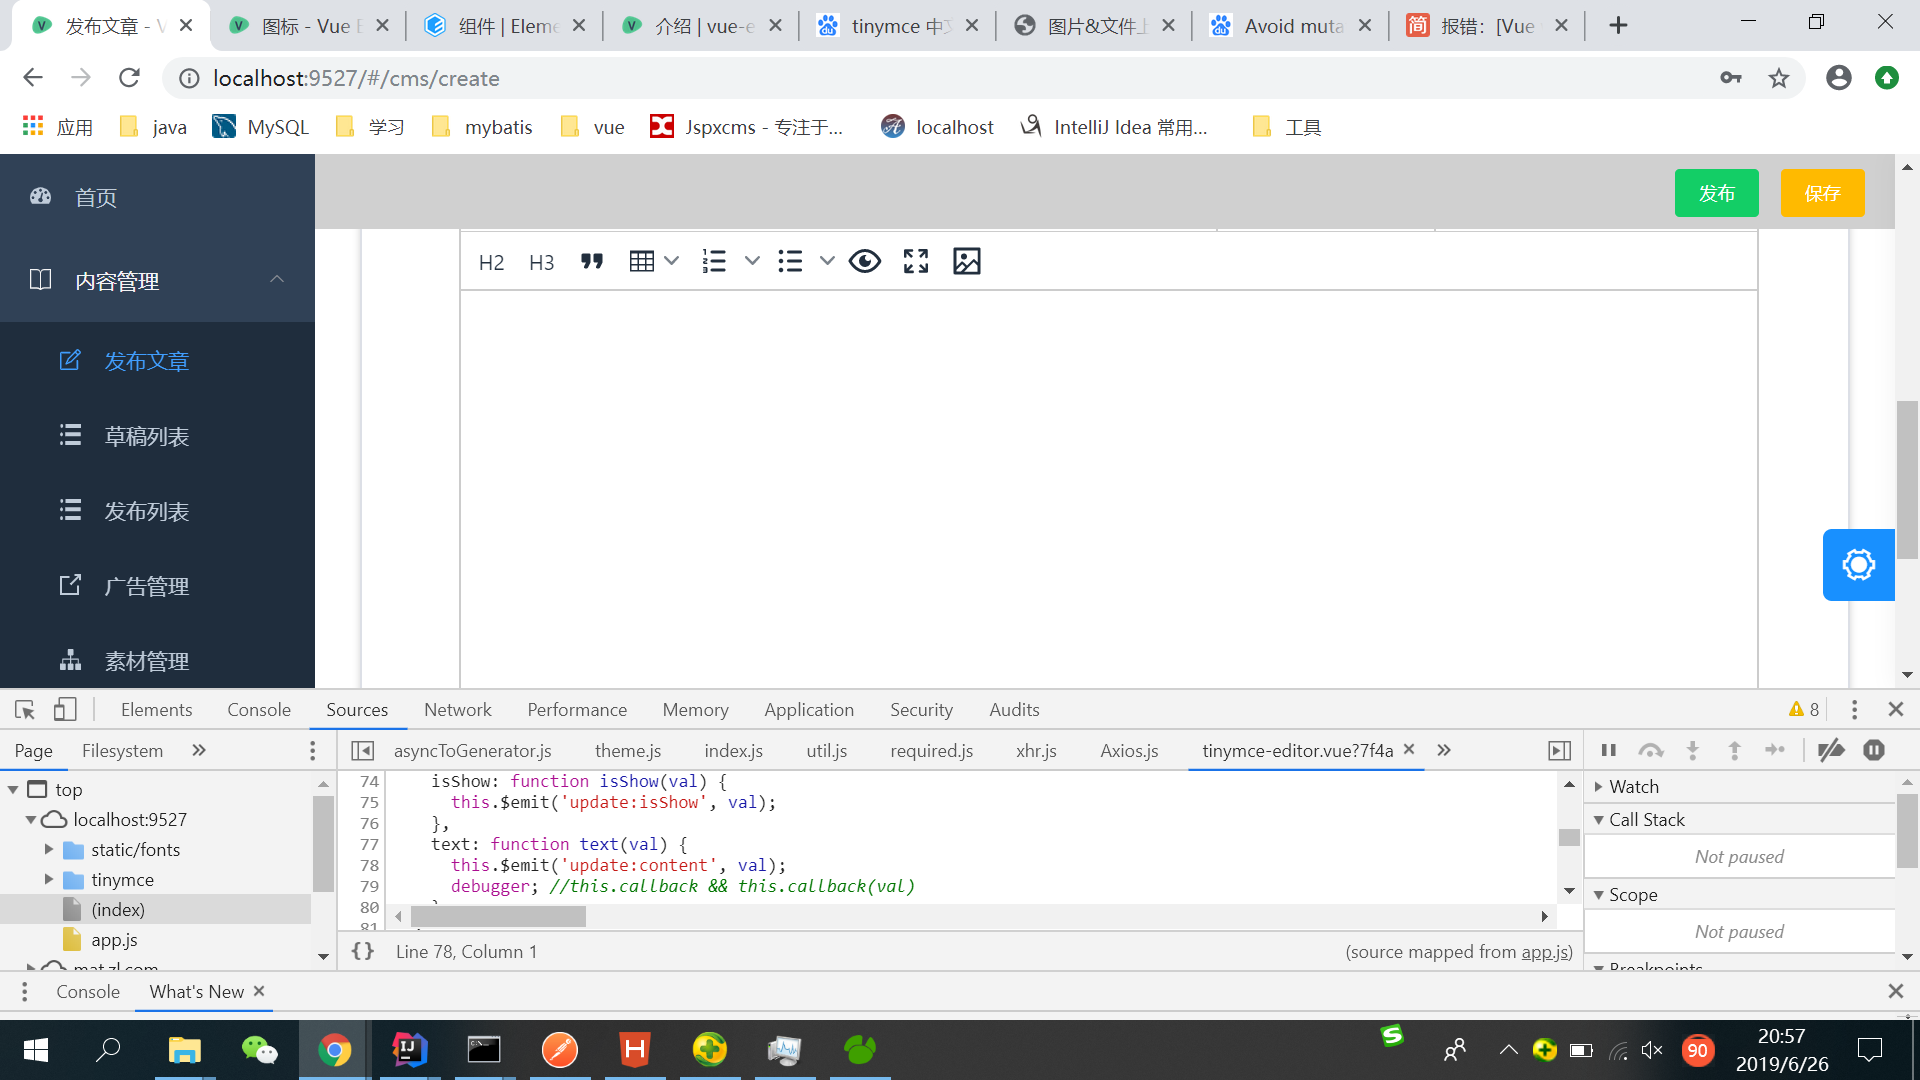 发布文章 - V
图标 - Vue E
组件 | Eleme
介绍 | vue-e
tinymce 中文
图片&文件上
Avoid muta
简
报错：[Vue
localhost:9527/#/cms/create
应用
java
MySQL
学习
mybatis
vue
Jspxcms - 专注于...
localhost
IntelliJ Idea 常用...
工具
首页
内容管理
发布文章
草稿列表
发布列表
广告管理
素材管理
发布
保存
H2
H3
Elements
Console
Sources
Network
Performance
Memory
Application
Security
Audits
8
Page
Filesystem
asyncToGenerator.js
theme.js
index.js
util.js
required.js
xhr.js
Axios.js
tinymce-editor.vue?7f4a
top
localhost:9527
static/fonts
tinymce
(index)
app.js
mat.zl.com
74 isShow: function isShow(val) {
75 this.$emit('update:isShow', val);
76 },
77 text: function text(val) {
78 this.$emit('update:content', val);
79 debugger; //this.callback && this.callback(val)
80 }
81
{} Line 78, Column 1
(source mapped from app.js)
Watch
Call Stack
Not paused
Scope
Not paused
Breakpoints
Console
What's New
90
20:57
2019/6/26